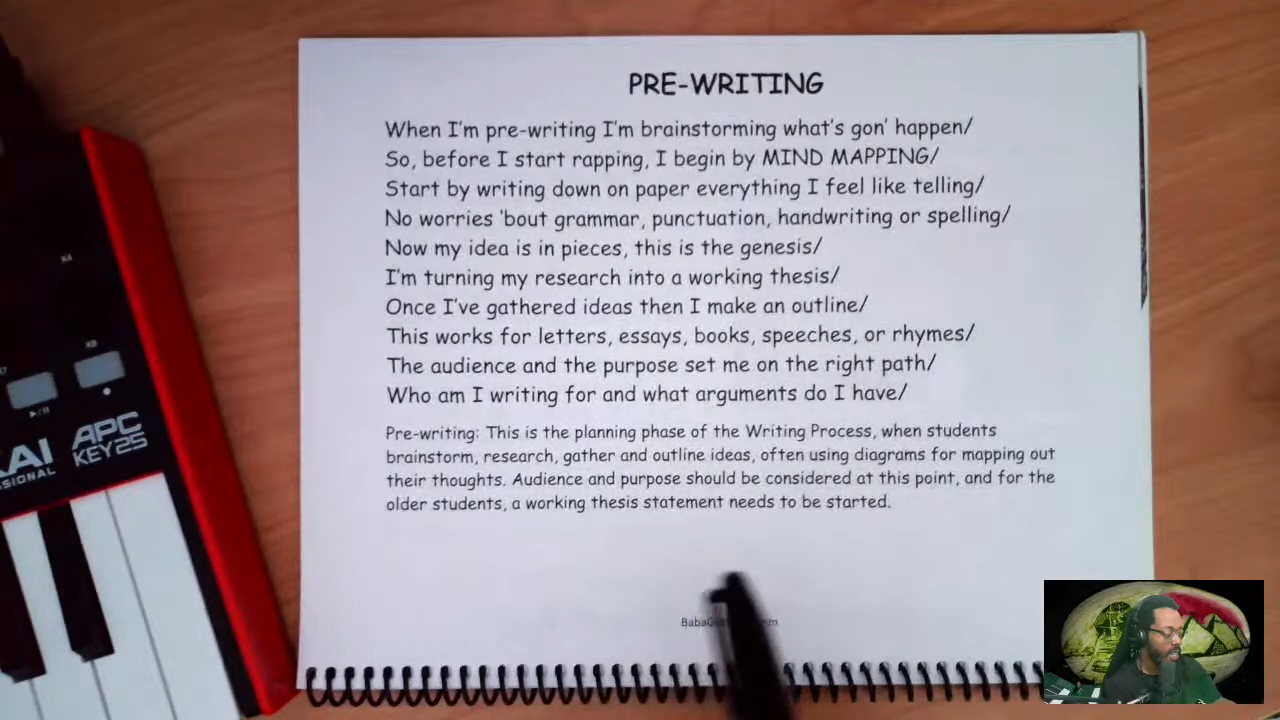 PRE-WRITING
When I'm pre-writing I'm brainstorming what's gon' happen/
So, before I start rapping, I begin by MIND MAPPING/
Start by writing down on paper everything I feel like telling/
No worries 'bout grammar, punctuation, handwriting or spelling/
Now my idea is in pieces, this is the genesis/
I'm turning my research into a working thesis/
Once I've gathered ideas then I make an outline/
This works for letters, essays, books, speeches, or rhymes/
The audience and the purpose set me on the right path/
Who am I writing for and what arguments do I have/
Pre-writing: This is the planning phase of the Writing Process, when students
brainstorm, research, gather and outline ideas, often using diagrams for mapping out
their thoughts. Audience and purpose should be considered at this point, and for the
older students, a working thesis statement needs to be started.
APC
KEY25